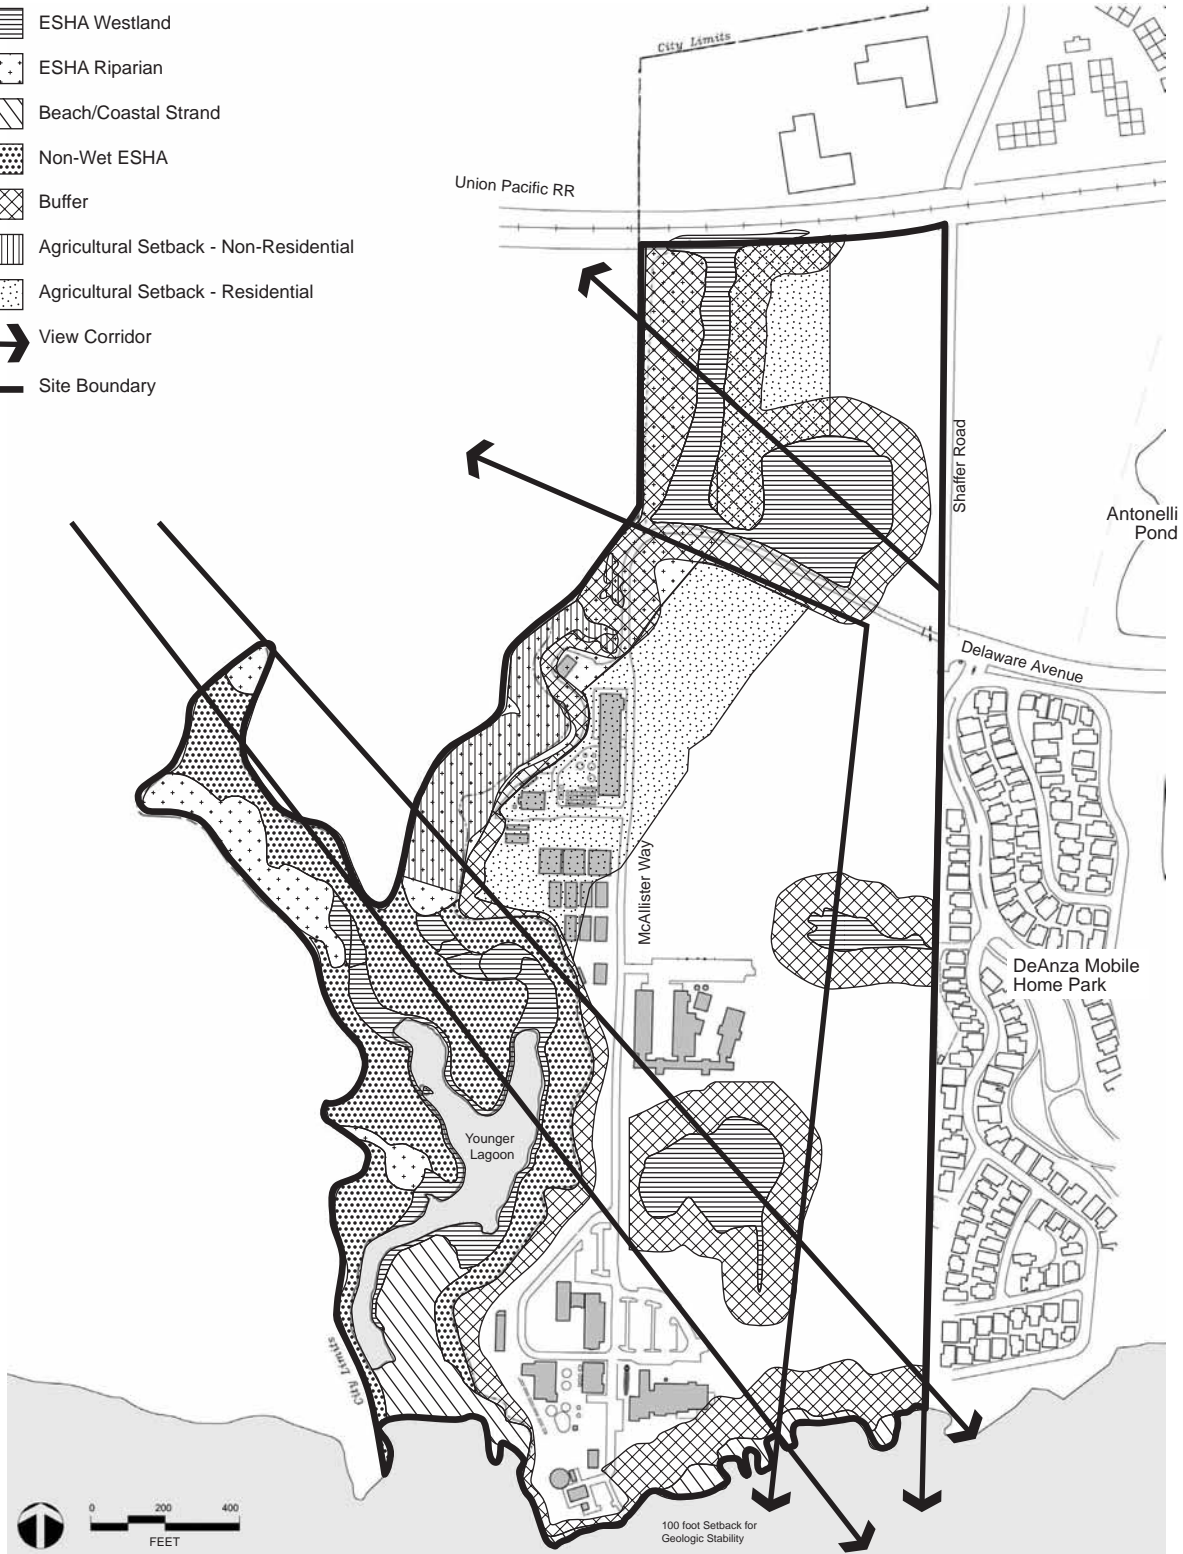 ESHA Westland
ESHA Riparian
Beach/Coastal Strand
Non-Wet ESHA
Buffer
Agricultural Setback - Non-Residential
Agricultural Setback - Residential
View Corridor
Site Boundary
City Limits
Union Pacific RR
Shaffer Road
Antonelli
Pond
Delaware Avenue
McAllister Way
DeAnza Mobile
Home Park
Younger
Lagoon
City Limits
0 200 400
FEET
100 foot Setback for
Geologic Stability